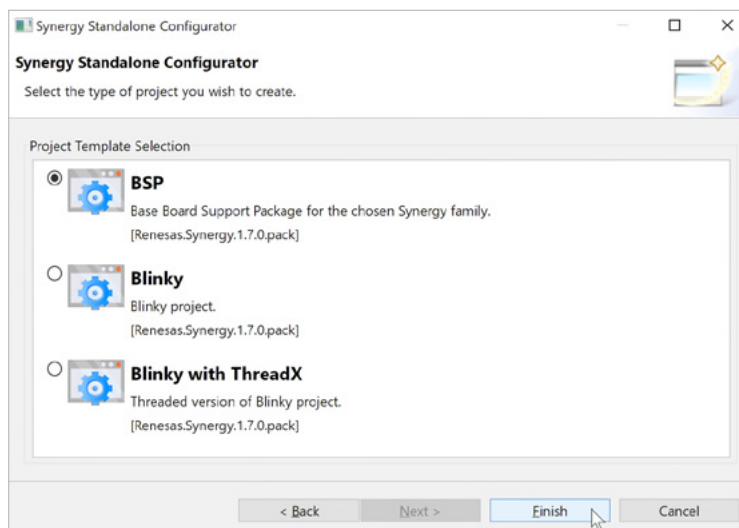 Synergy Standalone Configurator
Synergy Standalone Configurator
Select the type of project you wish to create.
Project Template Selection
BSP
Base Board Support Package for the chosen Synergy family.
[Renesas.Synergy.1.7.0.pack]
Blinky
Blinky project.
[Renesas.Synergy.1.7.0.pack]
Blinky with ThreadX
Threaded version of Blinky project.
[Renesas.Synergy.1.7.0.pack]
< Back Next > Finish Cancel